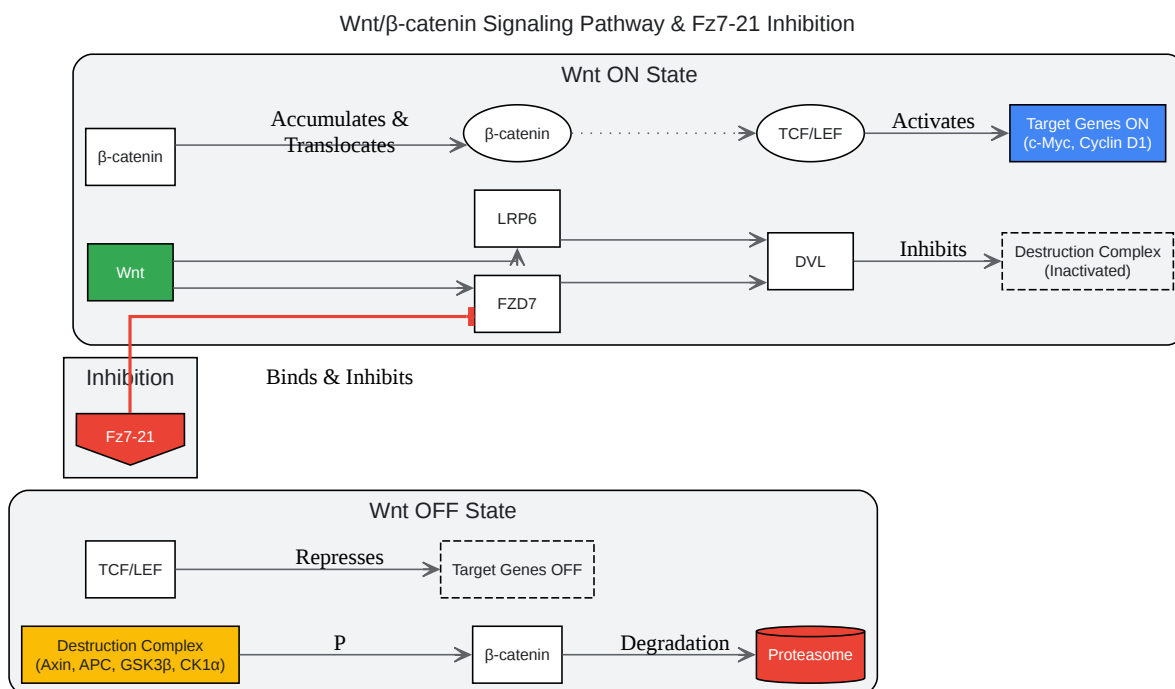 Wnt/β-catenin Signaling Pathway & Fz7-21 Inhibition
Wnt ON State
β-catenin
Accumulates &
Translocates
β-catenin
TCF/LEF
Activates
Target Genes ON
(c-Myc, Cyclin D1)
LRP6
Wnt
FZD7
DVL
Inhibits
Destruction Complex
(Inactivated)
Inhibition
Binds & Inhibits
Fz7-21
Wnt OFF State
TCF/LEF
Represses
Target Genes OFF
Destruction Complex
(Axin, APC, GSK3β, CK1α)
P
β-catenin
Degradation
Proteasome